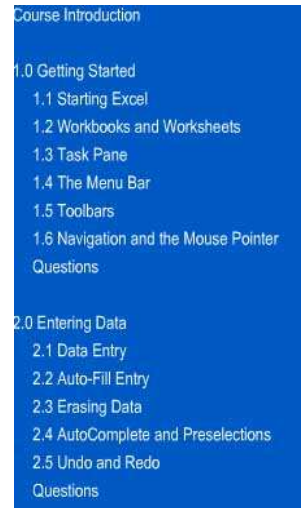 Course Introduction
1.0 Getting Started
1.1 Starting Excel
1.2 Workbooks and Worksheets
1.3 Task Pane
1.4 The Menu Bar
1.5 Toolbars
1.6 Navigation and the Mouse Pointer
Questions
2.0 Entering Data
2.1 Data Entry
2.2 Auto-Fill Entry
2.3 Erasing Data
2.4 AutoComplete and Preselections
2.5 Undo and Redo
Questions